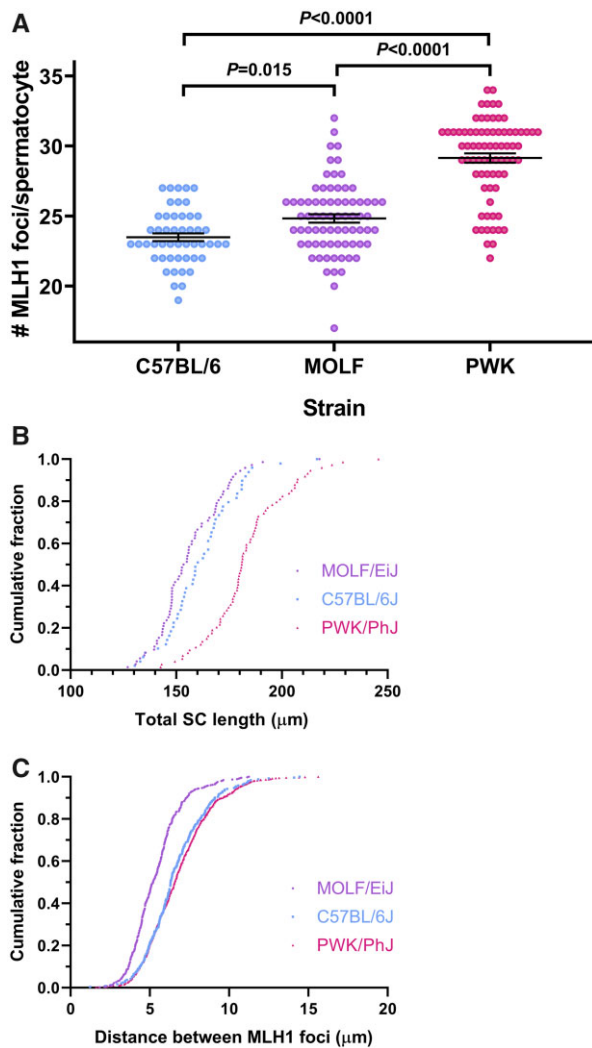 A
P<0.0001
P=0.015
P<0.0001
35
30
25
20
# MLH1 foci/spermatocyte
C57BL/6 MOLF PWK
Strain
B
1.0
0.8
0.6
0.4
0.2
0.0
Cumulative fraction
MOLF/EiJ
C57BL/6J
PWK/PhJ
100 150 200 250
Total SC length (μm)
C
1.0
0.8
0.6
0.4
0.2
0.0
Cumulative fraction
MOLF/EiJ
C57BL/6J
PWK/PhJ
0 5 10 15 20
Distance between MLH1 foci (μm)